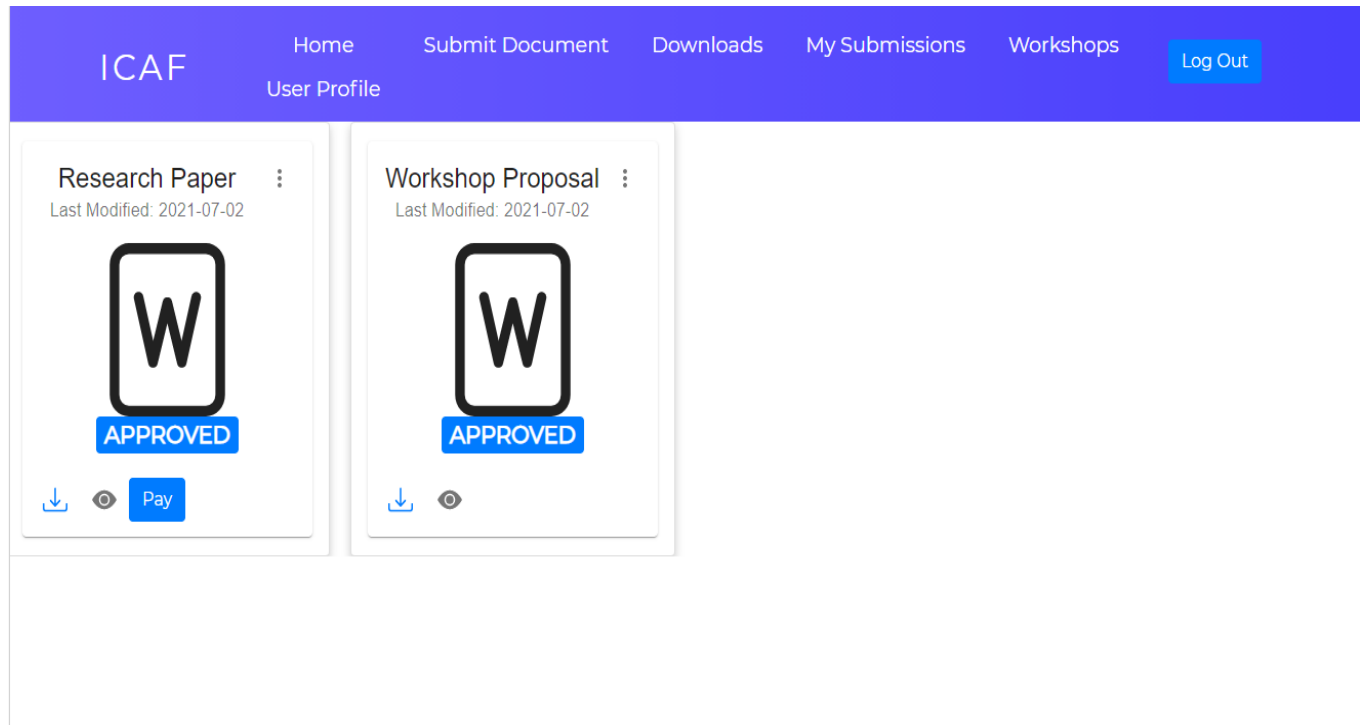 ICAF
Home Submit Document Downloads My Submissions Workshops
User Profile
Log Out
Research Paper
Last Modified: 2021-07-02
W
APPROVED
Pay
Workshop Proposal
Last Modified: 2021-07-02
W
APPROVED